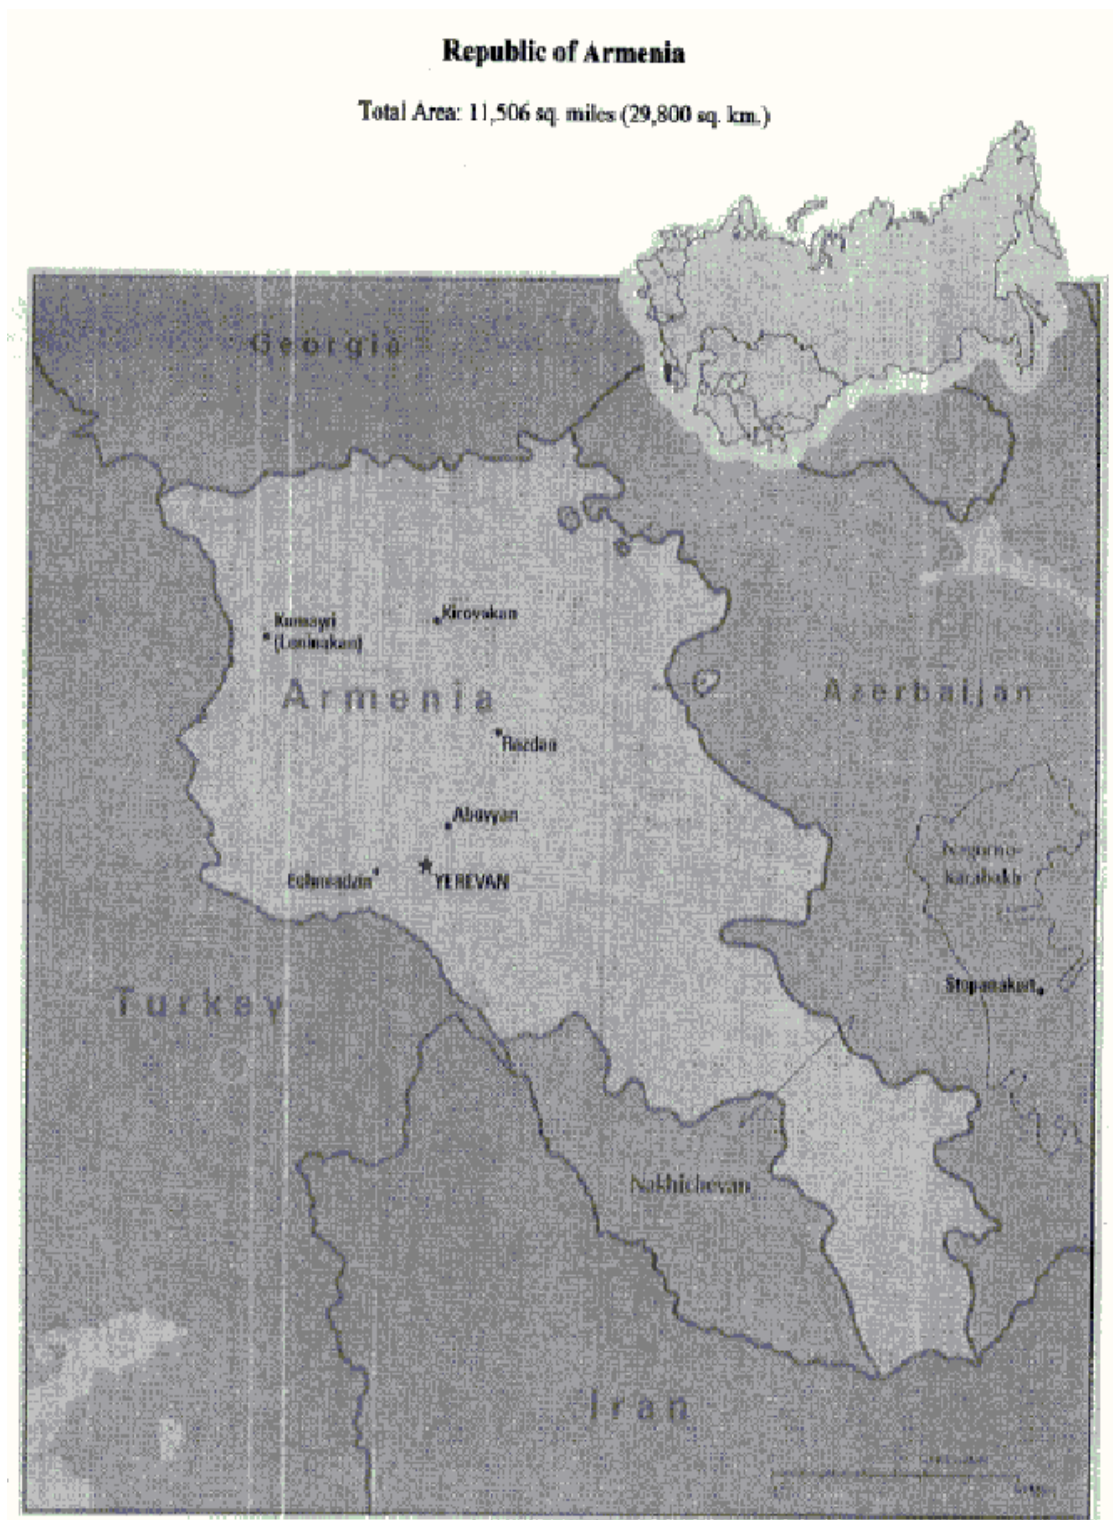 Republic of Armenia
Total Area: 11,506 sq. miles (29,800 sq. km.)
Georgia
Kumayri
(Leninakan)
Kirovakan
Armenia
Azerbaijan
Razdan
Abovyan
Nagorno-
karabakh
Echmiadzin
YEREVAN
Stepanakert
Turkey
Nakhichevan
Iran